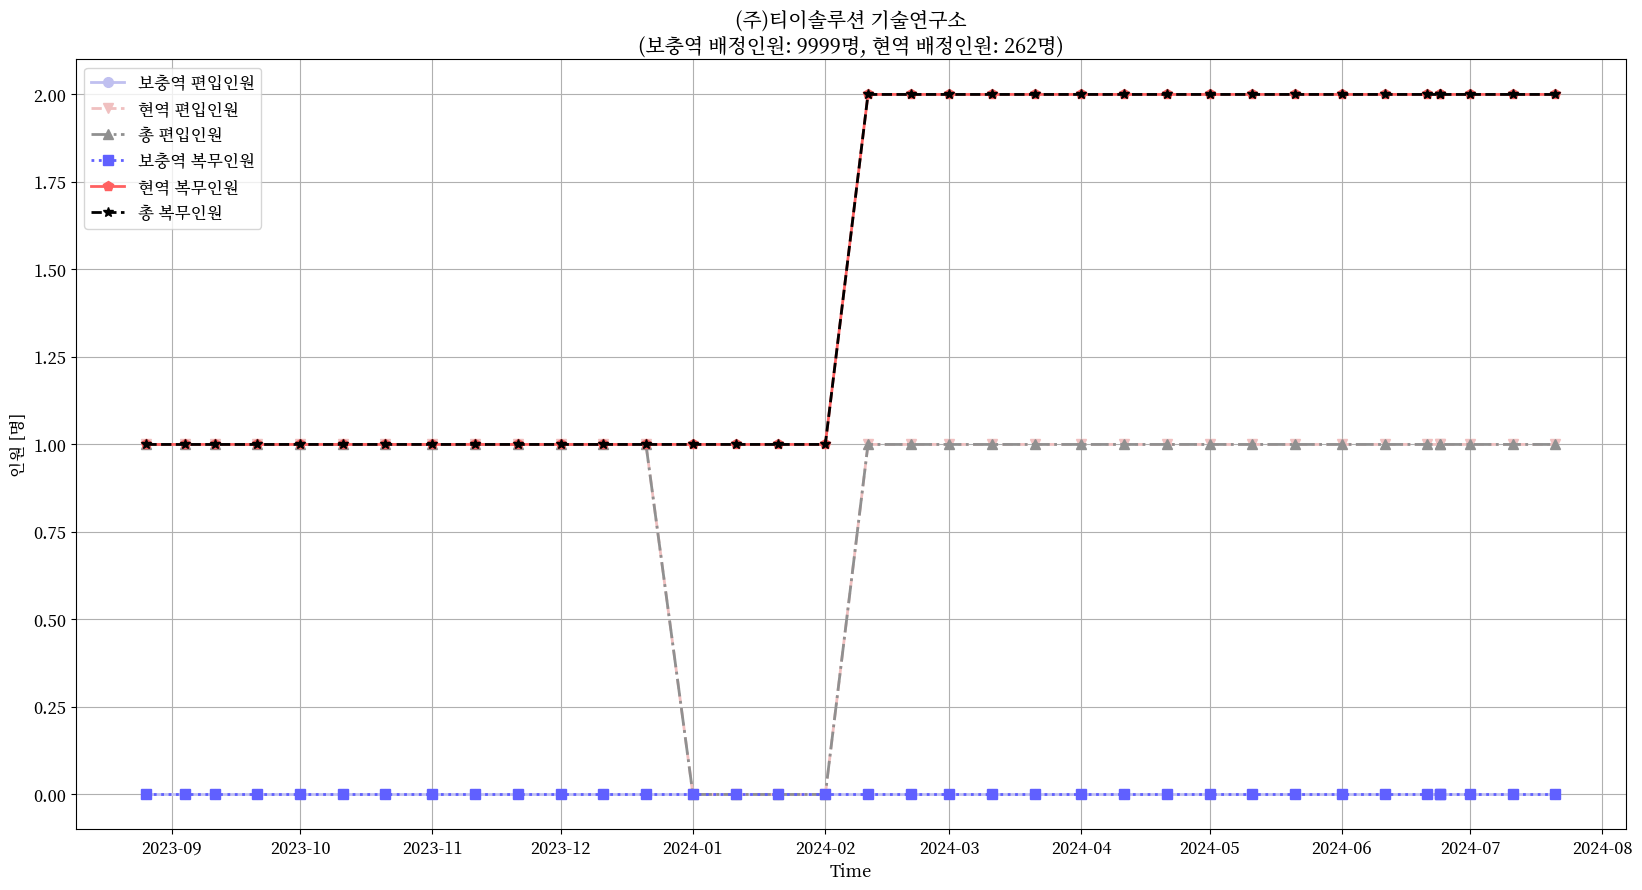 (주)티이솔루션 기술연구소
(보충역 배정인원: 9999명, 현역 배정인원: 262명)
보충역 편입인원
현역 편입인원
총 편입인원
보충역 복무인원
현역 복무인원
총 복무인원
2.00
1.75
1.50
1.25
1.00
0.75
0.50
0.25
0.00
인원 [명]
2023-09
2023-10
2023-11
2023-12
2024-01
2024-02
2024-03
2024-04
2024-05
2024-06
2024-07
2024-08
Time